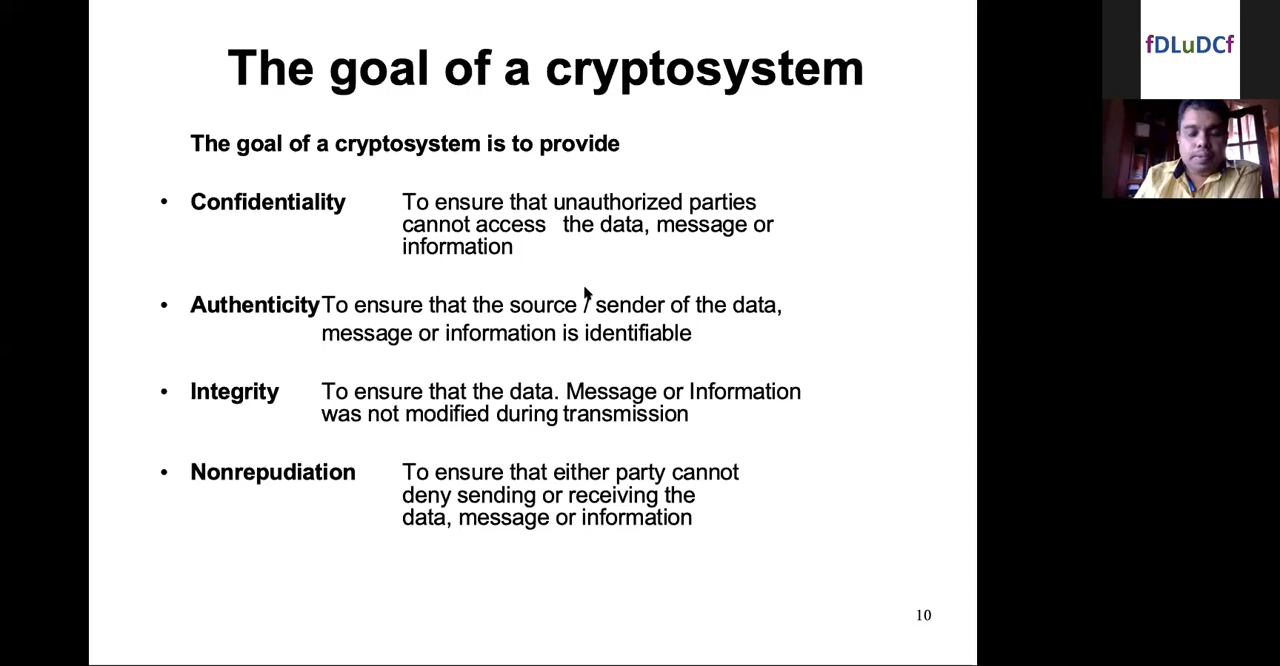 The goal of a cryptosystem
fDLuDCf
The goal of a cryptosystem is to provide
• Confidentiality To ensure that unauthorized parties
cannot access the data, message or
information
• Authenticity To ensure that the source / sender of the data,
message or information is identifiable
• Integrity To ensure that the data. Message or Information
was not modified during transmission
• Nonrepudiation To ensure that either party cannot
deny sending or receiving the
data, message or information
10